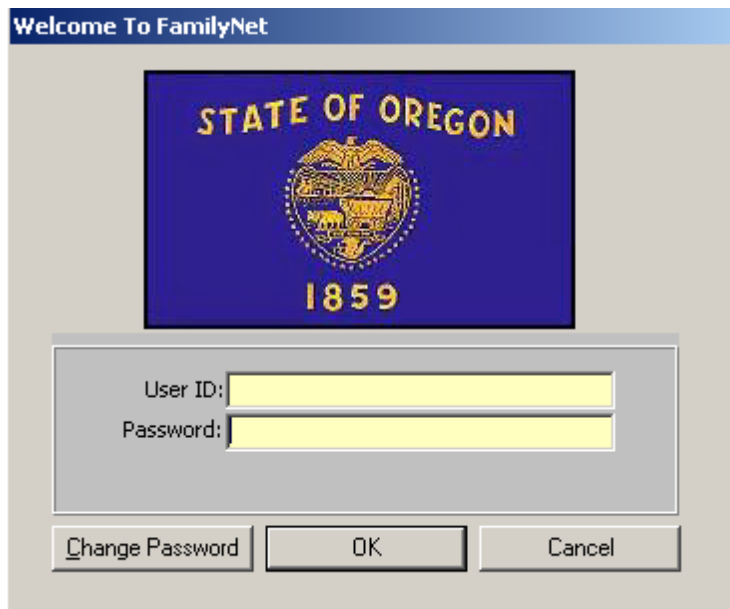 Welcome To FamilyNet
STATE OF OREGON
1859
User ID:
Password:
Change Password OK Cancel